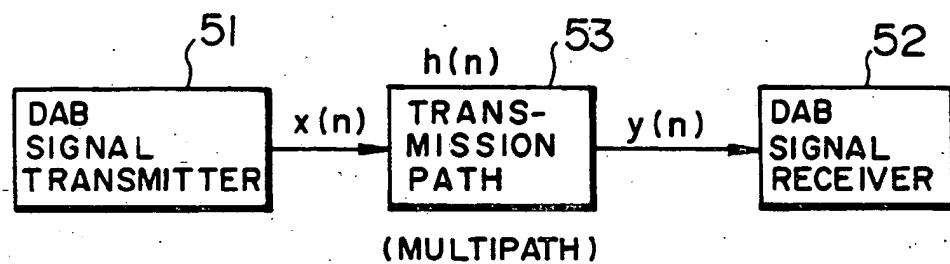 51
53
52
h(n)
DAB
SIGNAL
TRANSMITTER
x(n)
TRANS-
MISSION
PATH
y(n)
DAB
SIGNAL
RECEIVER
(MULTIPATH)